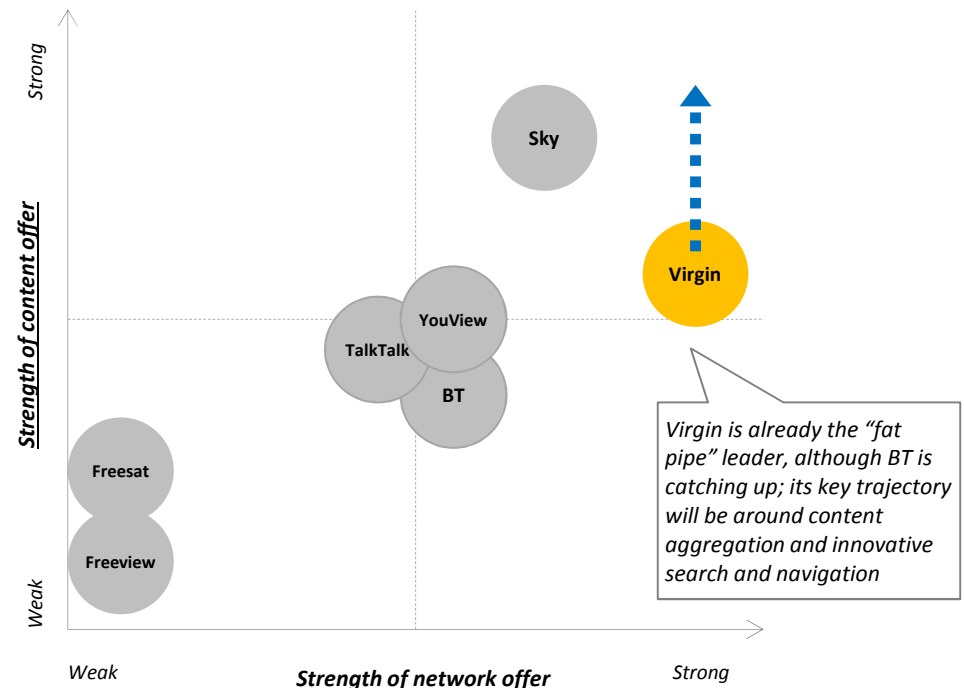 Strong
Sky
Virgin
YouView
Strength of content offer
TalkTalk
BT
Virgin is already the “fat
pipe” leader, although BT is
catching up; its key trajectory
will be around content
aggregation and innovative
search and navigation
Freesat
Freeview
Weak
Weak
Strength of network offer
Strong